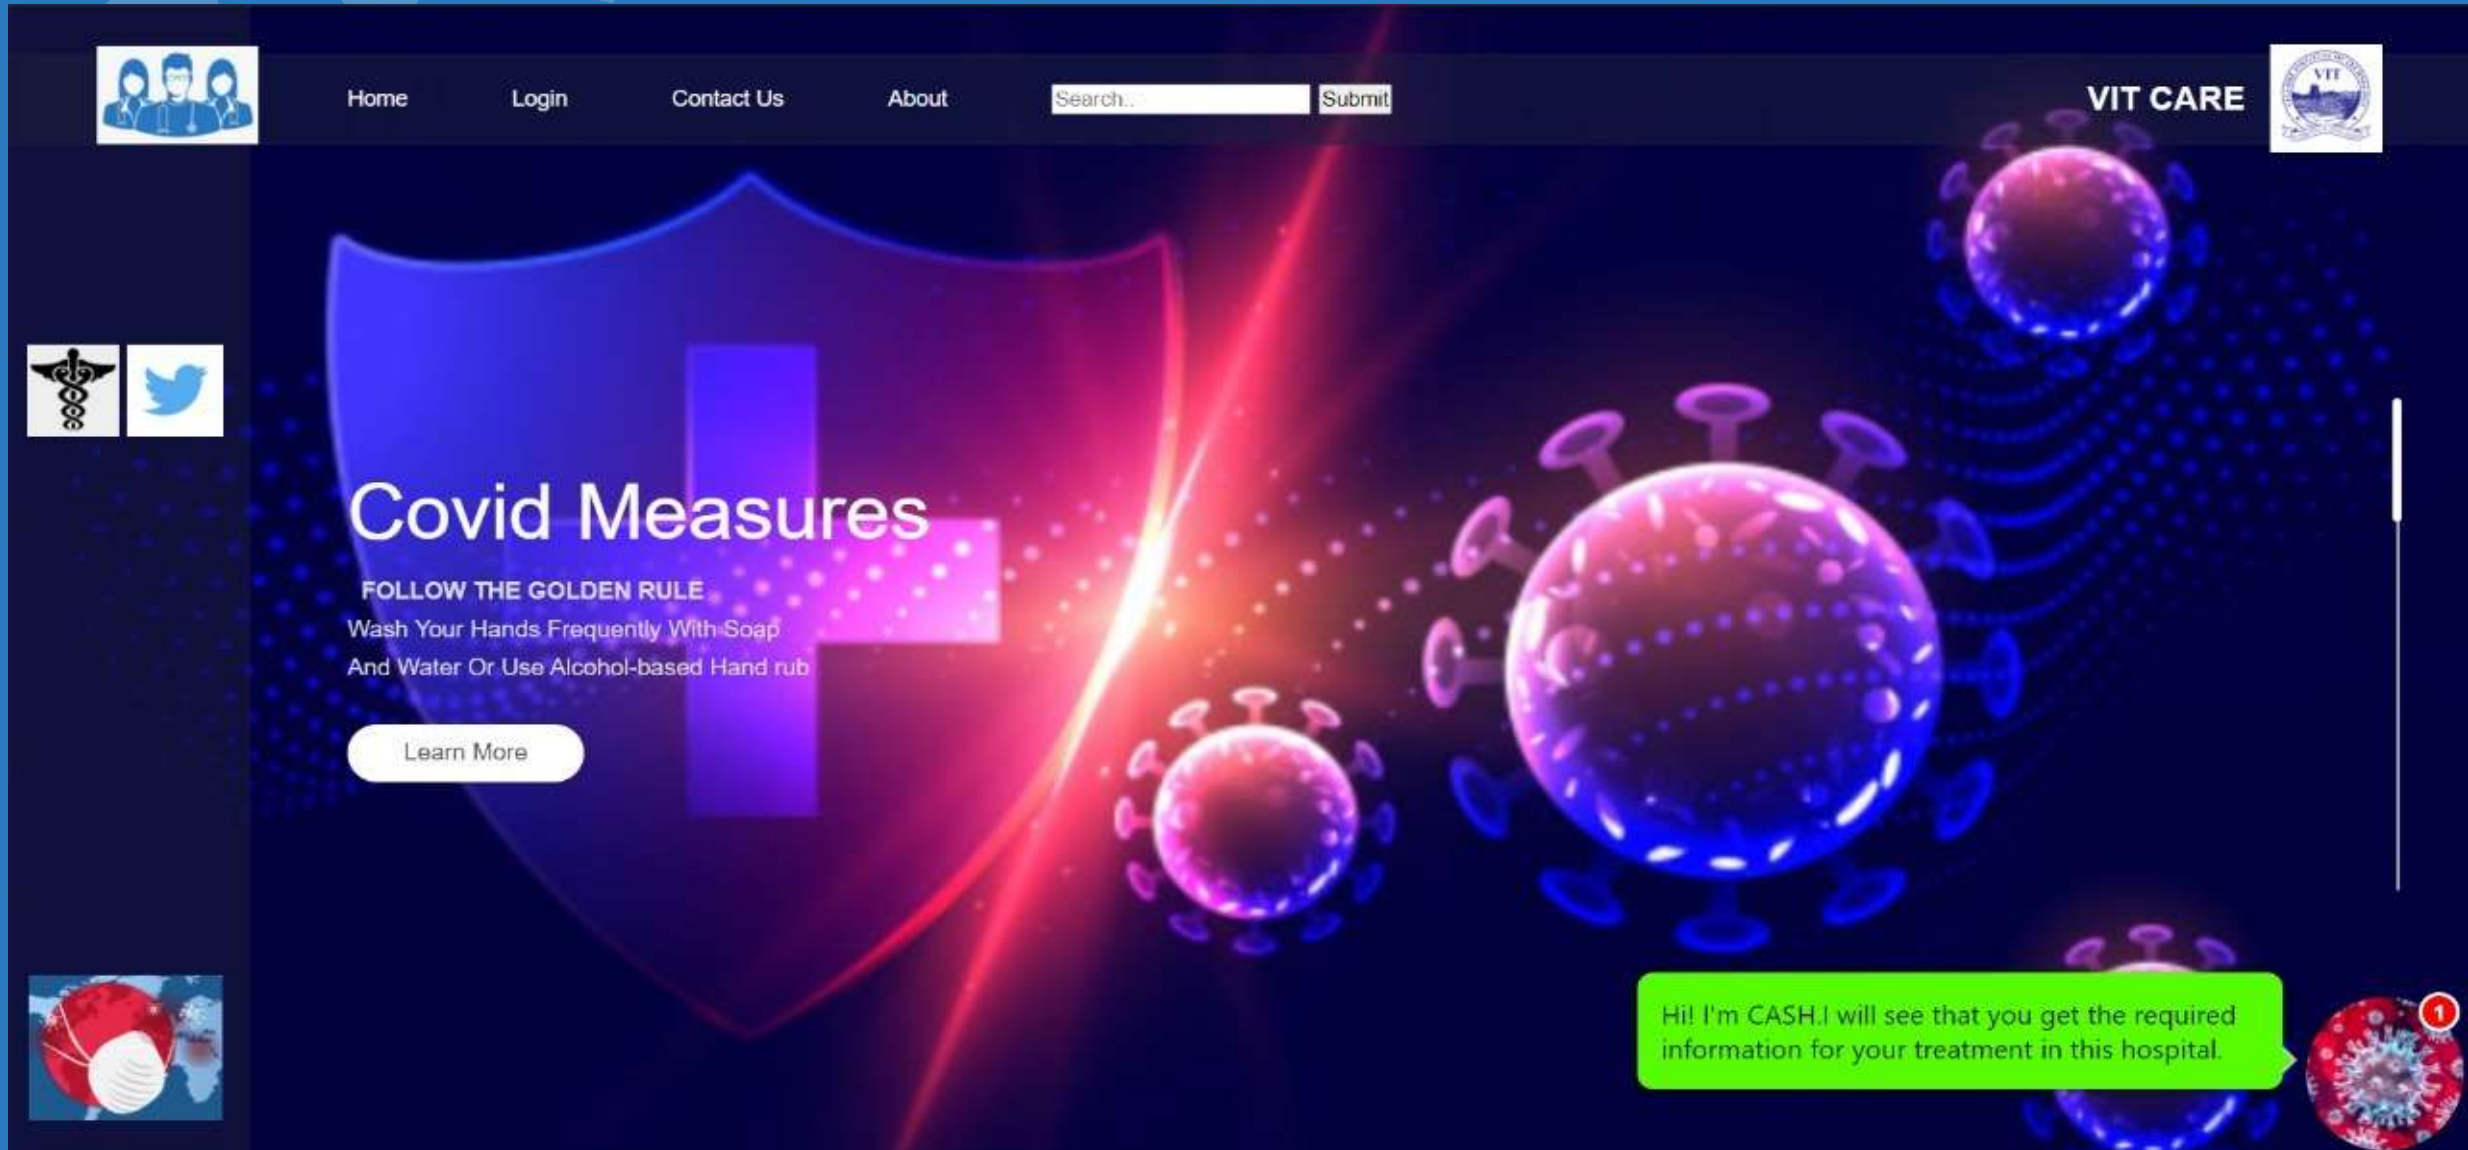 Home
Login
Contact Us
About
Search..
Submit
VIT CARE
VIT
Covid Measures
FOLLOW THE GOLDEN RULE
Wash Your Hands Frequently With Soap
And Water Or Use Alcohol-based Hand rub
Learn More
Hi! I'm CASH.I will see that you get the required
information for your treatment in this hospital.
1